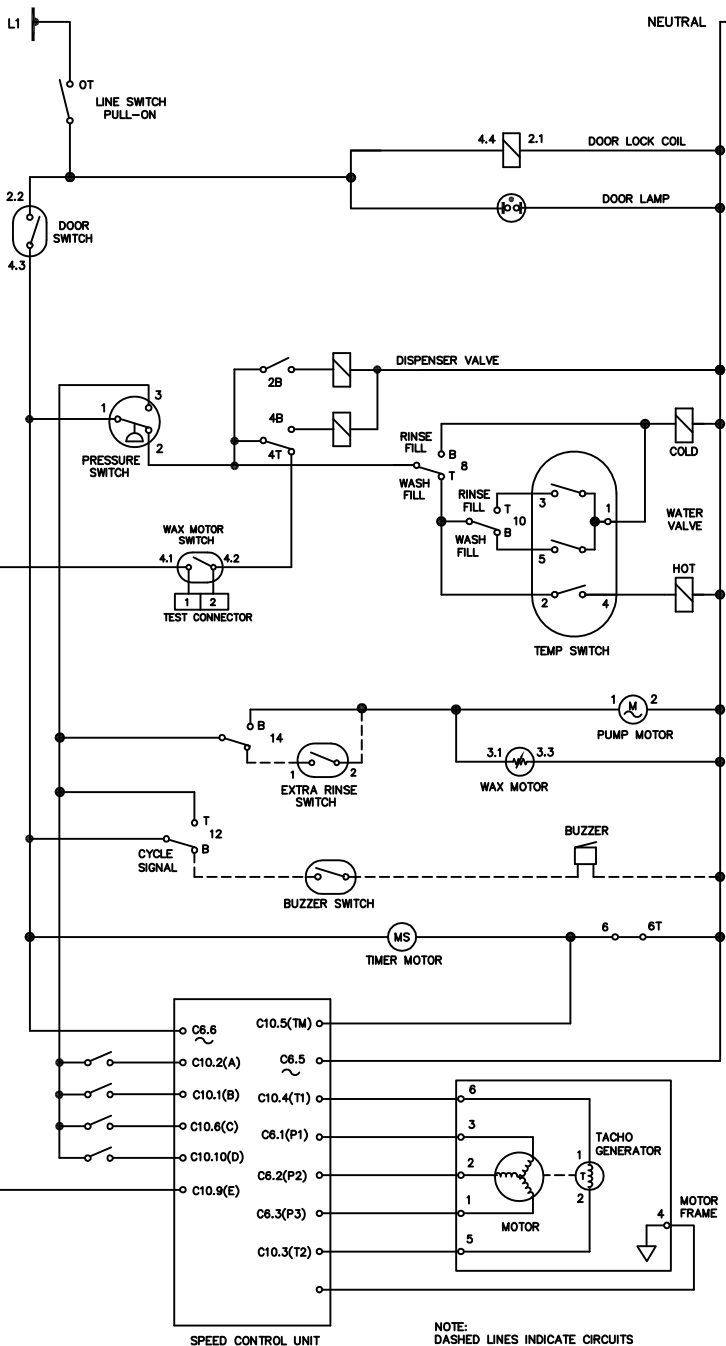 L1
NEUTRAL
OT
LINE SWITCH
PULL-ON
4.4
2.1
DOOR LOCK COIL
2.2
DOOR
SWITCH
4.3
DOOR LAMP
DISPENSER VALVE
2B
3
1
2
PRESSURE
SWITCH
4B
4T
RINSE
FILL
B
8
T
WASH
FILL
COLD
RINSE
FILL
T
10
B
WASH
FILL
3
1
5
2
4
WATER
VALVE
HOT
TEMP SWITCH
WAX MOTOR
SWITCH
4.1
4.2
1
2
TEST CONNECTOR
B
14
1
2
EXTRA RINSE
SWITCH
1
M
2
PUMP MOTOR
3.1
3.3
WAX MOTOR
T
12
B
CYCLE
SIGNAL
BUZZER
BUZZER SWITCH
MS
TIMER MOTOR
6
6T
C6.6
C10.2(A)
C10.1(B)
C10.6(C)
C10.10(D)
C10.9(E)
C10.5(TM)
C6.5
C10.4(T1)
C6.1(P1)
C6.2(P2)
C6.3(P3)
C10.3(T2)
6
3
2
1
5
MOTOR
TACHO
GENERATOR
1
T
2
4
MOTOR
FRAME
SPEED CONTROL UNIT
NOTE:
DASHED LINES INDICATE CIRCUITS